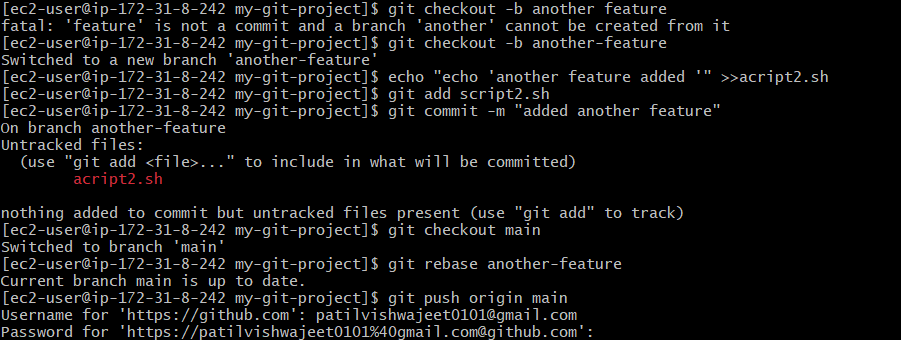 [ec2-user@ip-172-31-8-242 my-git-project]$ git checkout -b another feature
fatal: 'feature' is not a commit and a branch 'another' cannot be created from it
[ec2-user@ip-172-31-8-242 my-git-project]$ git checkout -b another-feature
Switched to a new branch 'another-feature'
[ec2-user@ip-172-31-8-242 my-git-project]$ echo "echo 'another feature added '" >>acript2.sh
[ec2-user@ip-172-31-8-242 my-git-project]$ git add script2.sh
[ec2-user@ip-172-31-8-242 my-git-project]$ git commit -m "added another feature"
On branch another-feature
Untracked files:
  (use "git add <file>..." to include in what will be committed)
        acript2.sh

nothing added to commit but untracked files present (use "git add" to track)
[ec2-user@ip-172-31-8-242 my-git-project]$ git checkout main
Switched to branch 'main'
[ec2-user@ip-172-31-8-242 my-git-project]$ git rebase another-feature
Current branch main is up to date.
[ec2-user@ip-172-31-8-242 my-git-project]$ git push origin main
Username for 'https://github.com': patilvishwajeet0101@gmail.com
Password for 'https://patilvishwajeet0101%40gmail.com@github.com':